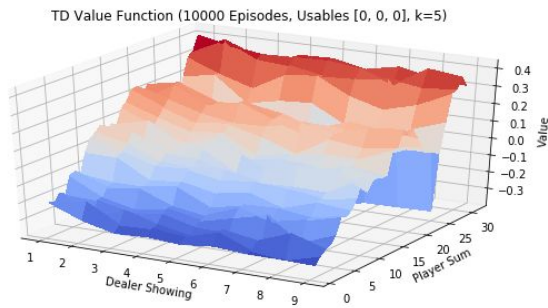 TD Value Function (10000 Episodes, Usables [0, 0, 0], k=5)
0.4
0.3
0.2
0.1
0.0
−0.1
−0.2
−0.3
Value
1 2 3 4 5 6 7 8 9
Dealer Showing
0 5 10 15 20 25 30
Player Sum